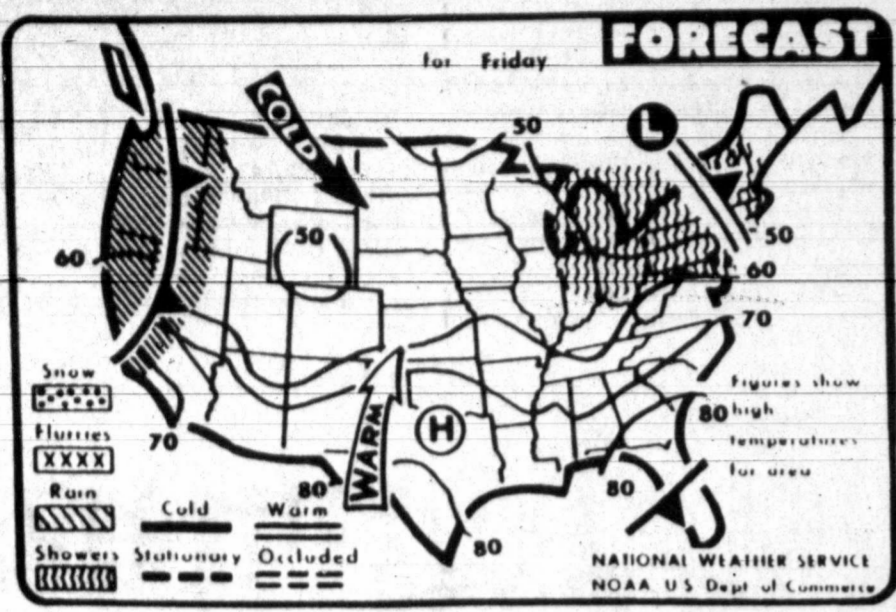 FORECAST
for Friday
COLD
L
50
50
60
50
60
70
70
80
WARM
H
80
80
80
Figures show
high
temperatures
for area
Snow
Flurries
XXXX
Rain
Showers
Cold
Warm
Stationary
Occluded
NATIONAL WEATHER SERVICE
NOAA U S Dept of Commerce